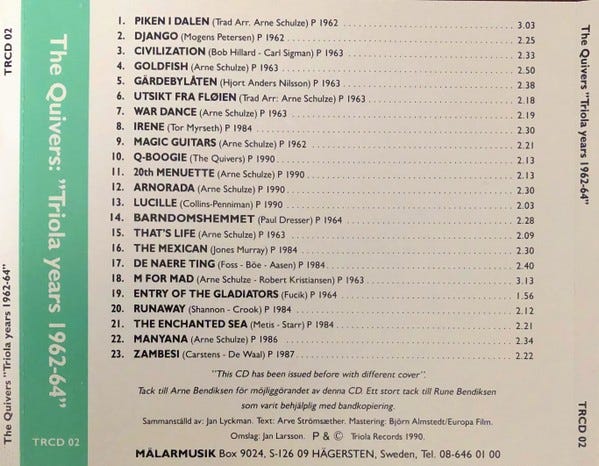 TRCD 02
The Quivers "Triola years 1962-64"
The Quivers: "Triola years 1962-64"
TRCD 02
1. PIKEN I DALEN (Trad Arr. Arne Schulze) P 1962 3.03
2. DJANGO (Mogens Petersen) P 1962 2.25
3. CIVILIZATION (Bob Hillard - Carl Sigman) P 1963 2.33
4. GOLDFISH (Arne Schulze) P 1963 2.50
5. GÄRDEBYLÅTEN (Hjort Anders Nilsson) P 1963 2.38
6. UTSIKT FRA FLØIEN (Trad Arr: Arne Schulze) P 1963 2.18
7. WAR DANCE (Arne Schulze) P 1963 2.19
8. IRENE (Tor Myrseth) P 1984 2.30
9. MAGIC GUITARS (Arne Schulze) P 1962 2.21
10. Q-BOOGIE (The Quivers) P 1990 2.13
11. 20th MENUETTE (Arne Schulze) P 1990 2.13
12. ARNORADA (Arne Schulze) P 1990 2.30
13. LUCILLE (Collins-Penniman) P 1990 2.03
14. BARNDOMSHEMMET (Paul Dresser) P 1964 2.28
15. THAT'S LIFE (Arne Schulze) P 1963 2.09
16. THE MEXICAN (Jones Murray) P 1984 2.30
17. DE NAERE TING (Foss - Böe - Aasen) P 1984 2.40
18. M FOR MAD (Arne Schulze - Robert Kristiansen) P 1963 3.13
19. ENTRY OF THE GLADIATORS (Fucik) P 1964 1.56
20. RUNAWAY (Shannon - Crook) P 1984 2.12
21. THE ENCHANTED SEA (Metis - Starr) P 1984 2.21
22. MANYANA (Arne Schulze) P 1986 2.34
23. ZAMBESI (Carstens - De Waal) P 1987 2.22
"This CD has been issued before with different cover".
Tack till Arne Bendiksen för möjliggörandet av denna CD. Ett stort tack till Rune Bendiksen
som varit behjälplig med bandkopiering.
Sammanställd av: Jan Lyckman. Text: Arve Strömsæther. Mastering: Björn Almstedt/Europa Film.
Omslag: Jan Larsson. P & © Triola Records 1990.
MÄLARMUSIK Box 9024, S-126 09 HÄGERSTEN, Sweden, Tel. 08-646 01 00
The Quivers "Triola years 1962-64"
TRCD 02